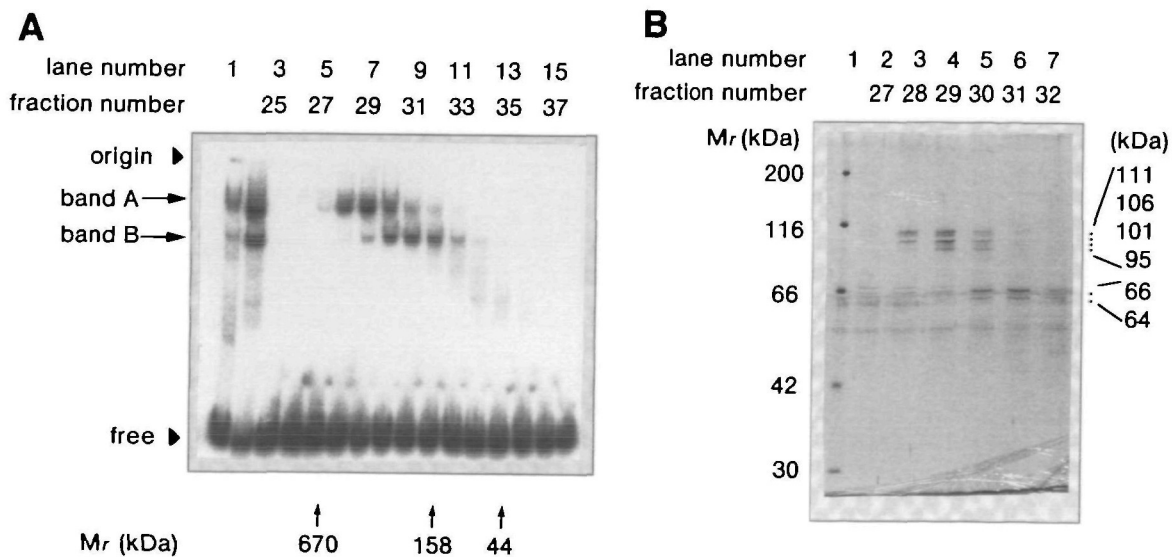 A
lane number 1 3 5 7 9 11 13 15
fraction number 25 27 29 31 33 35 37
origin
band A
band B
free
Mr (kDa) 670 158 44
B
lane number 1 2 3 4 5 6 7
fraction number 27 28 29 30 31 32
Mr (kDa) (kDa)
200
116
66
42
30
111
106
101
95
66
64